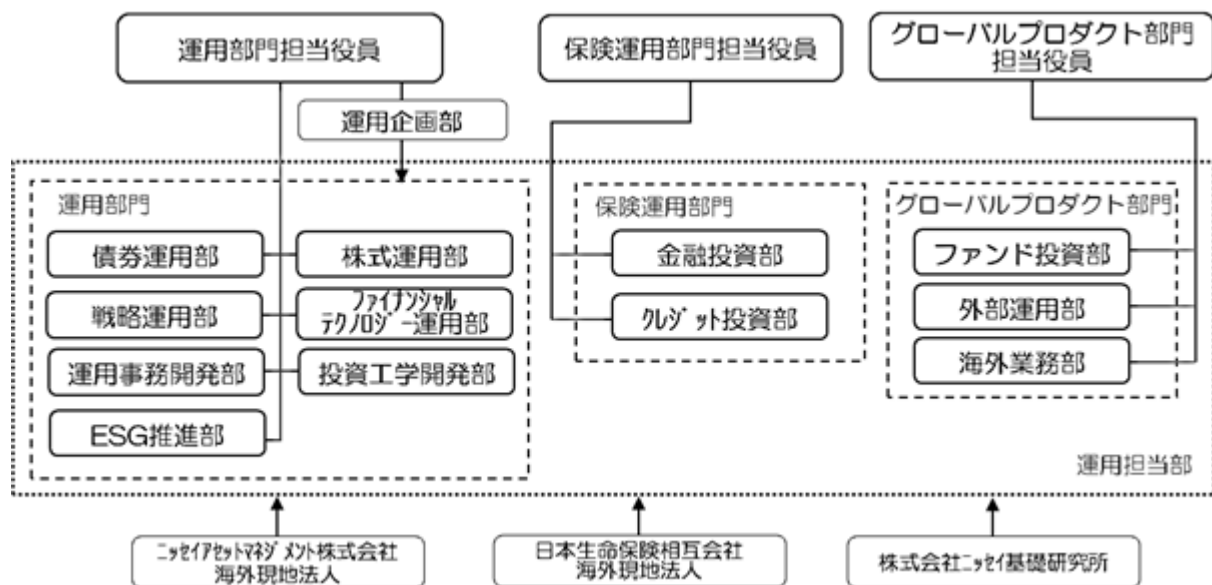 運用部門担当役員
保険運用部門担当役員
グローバルプロダクト部門
担当役員
運用企画部
運用部門
債券運用部
株式運用部
戦略運用部
ファイナンシャル
テクノロジー運用部
運用事務開発部
投資工学開発部
ESG推進部
保険運用部門
金融投資部
クレジット投資部
グローバルプロダクト部門
ファンド投資部
外部運用部
海外業務部
運用担当部
ニッセイアセットマネジメント株式会社
海外現地法人
日本生命保険相互会社
海外現地法人
株式会社ニッセイ基礎研究所